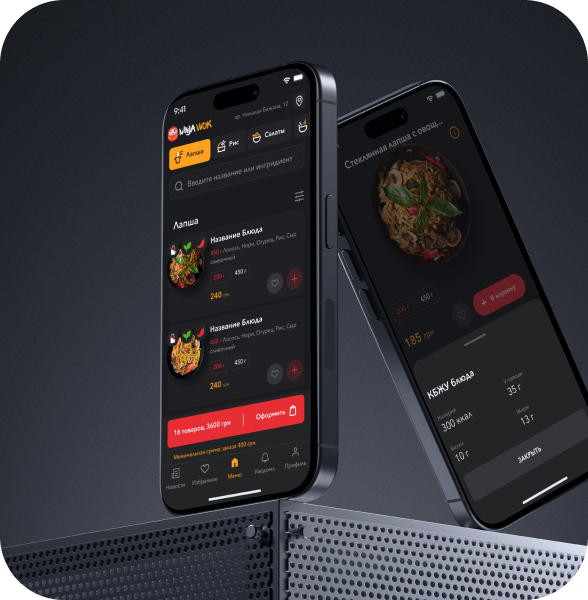 9:41
NINJA WOK
пр. Николая Бажана, 12
Лапша
Рис
Салаты
Введите название или ингридиент
Лапша
Название Блюда
450 г Лосось, Нори, Огурец, Рис, Сыр
сливочный
200 г
450 г
240 грн
Название Блюда
450 г Лосось, Нори, Огурец, Рис, Сыр
сливочный
200 г
450 г
240 грн
16 товаров, 3600 грн
Оформить
Минимальная сумма заказа 400 грн.
Новости
Избранное
Меню
Уведомл.
Профиль
Стеклянная лапша с овощ...
200 г
450 г
185 грн
В корзину
КБЖУ блюда
Калории
300 ккал
Углеводы
35 г
Белки
10 г
Жиры
13 г
ЗАКРЫТЬ